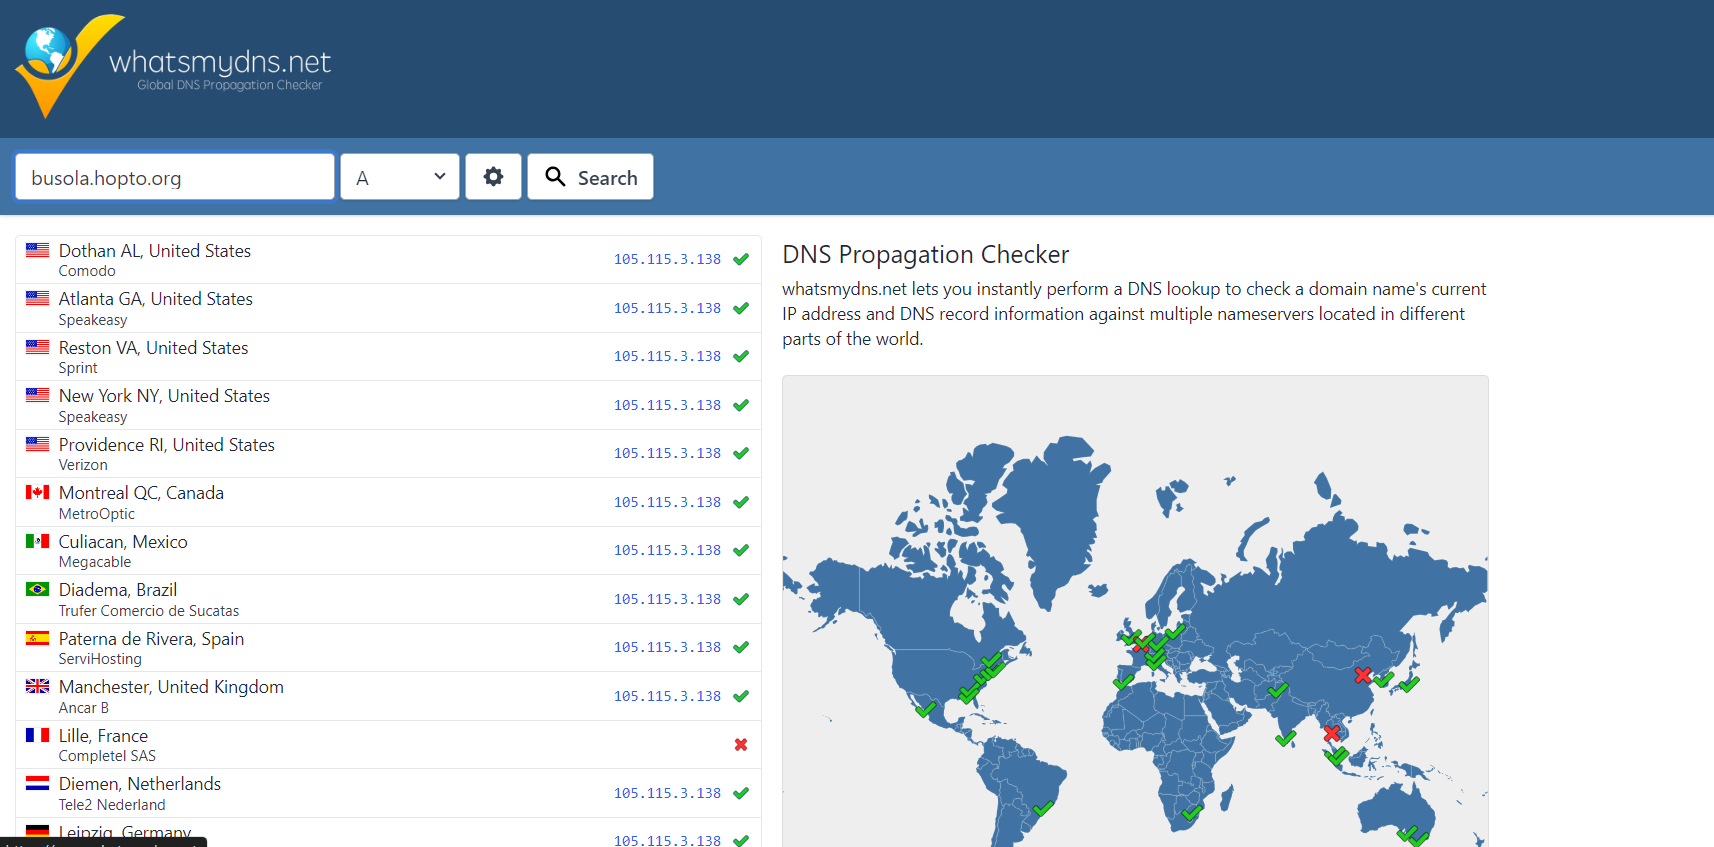 whatsmydns.net
Global DNS Propagation Checker
busola.hopto.org
A
Search
Dothan AL, United States
Comodo
105.115.3.138
Atlanta GA, United States
Speakeasy
105.115.3.138
Reston VA, United States
Sprint
105.115.3.138
New York NY, United States
Speakeasy
105.115.3.138
Providence RI, United States
Verizon
105.115.3.138
Montreal QC, Canada
MetroOptic
105.115.3.138
Culiacan, Mexico
Megacable
105.115.3.138
Diadema, Brazil
Trufer Comercio de Sucatas
105.115.3.138
Paterna de Rivera, Spain
ServiHosting
105.115.3.138
Manchester, United Kingdom
Ancar B
105.115.3.138
Lille, France
Completel SAS
Diemen, Netherlands
Tele2 Nederland
105.115.3.138
Leipzig, Germany
105.115.3.138
DNS Propagation Checker
whatsmydns.net lets you instantly perform a DNS lookup to check a domain name's current
IP address and DNS record information against multiple nameservers located in different
parts of the world.